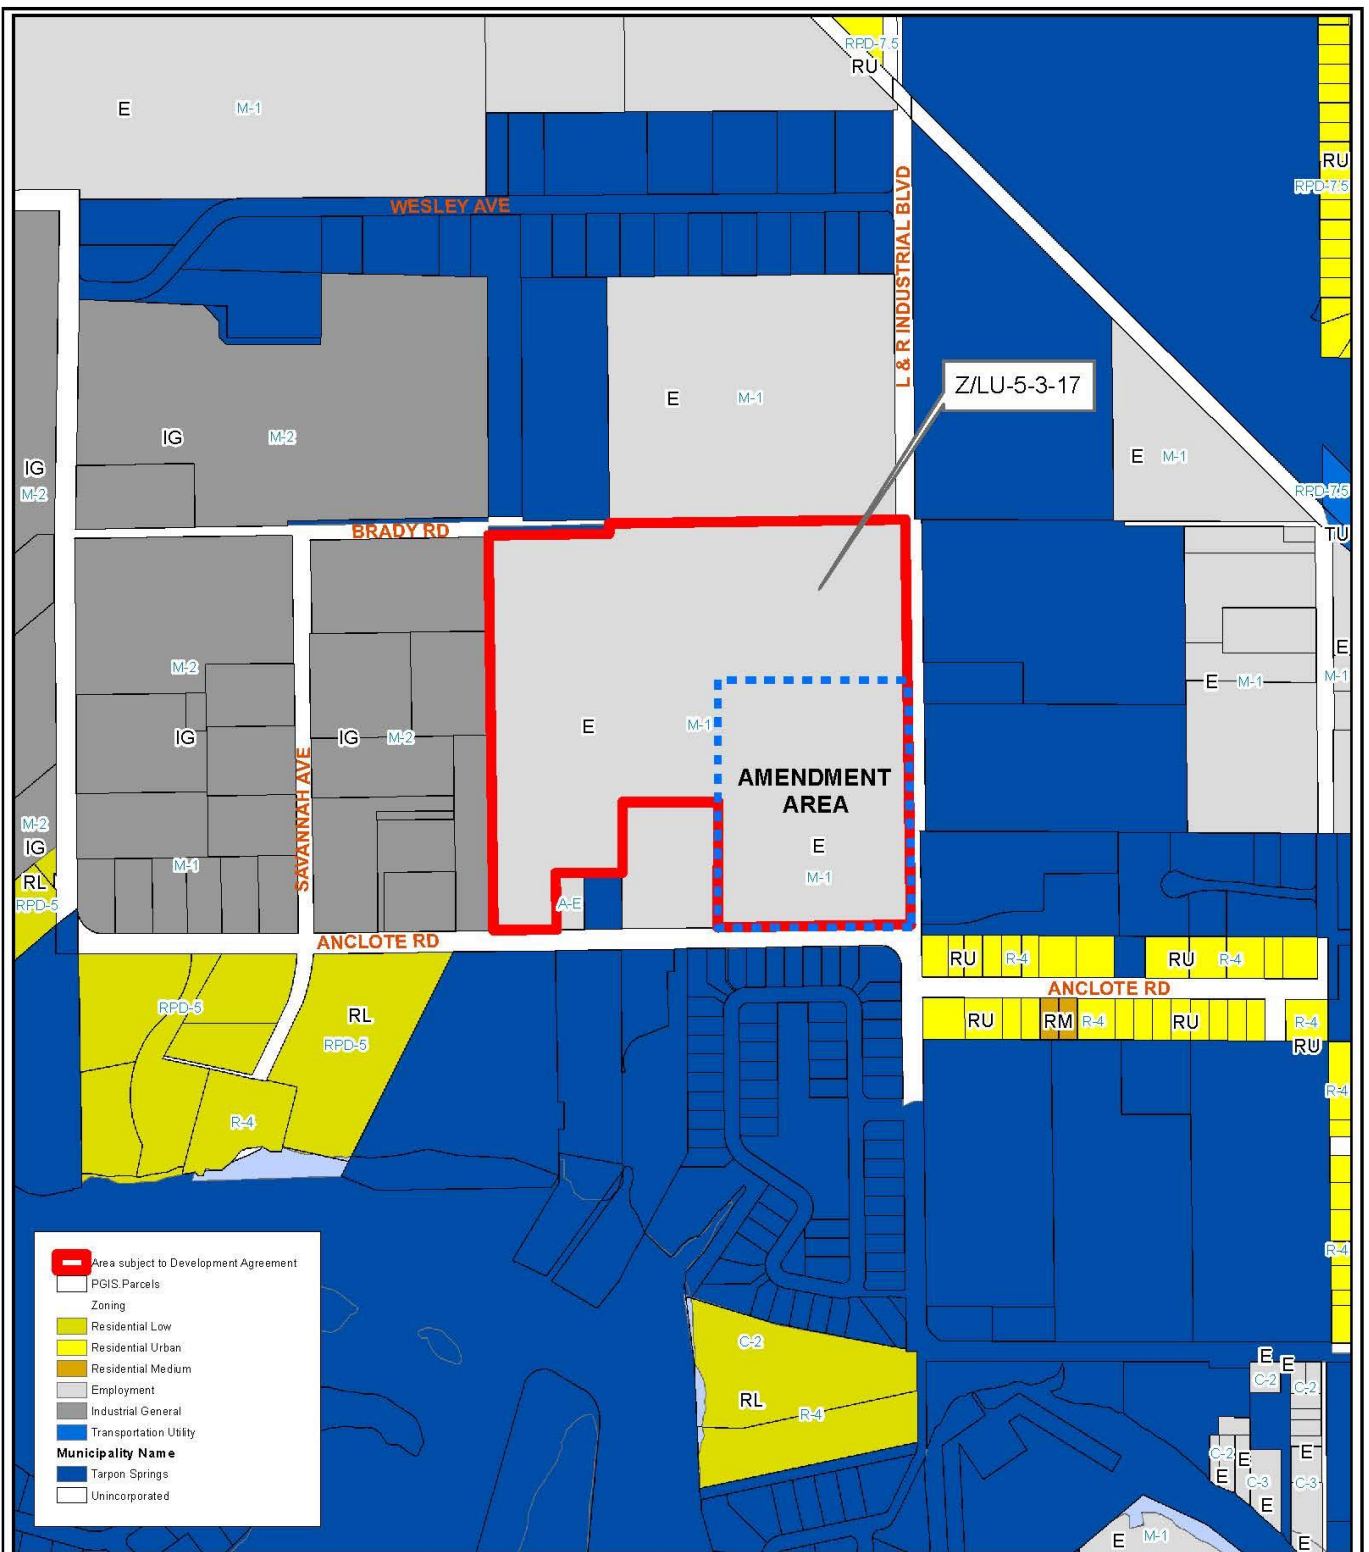 RPD-7.5
RU
E M-1
RU
RPD-7.5
WESLEY AVE
L & R INDUSTRIAL BLVD
Z/LU-5-3-17
E M-1
IG M-2
IG
M-2
E M-1
RPD-7.5
TU
BRADY RD
M-2
E
E M-1
M-1
E
M-1
IG
IG M-2
SAVANNAH AVE
AMENDMENT
AREA
E
M-1
M-2
IG
M-1
RL
RPD-5
A-E
ANCLOTE RD
RU R-4
RU R-4
ANCLOTE RD
RPD-5
RL
RPD-5
RU
RM R-4
RU
R-4
RU
R-4
R-4
R-4
C-2
RL
R-4
E
E
C-2
C-2
C-2
E
E
C-3
E
E
C-3
E
E M-1
Area subject to Development Agreement
PGIS.Parcels
Zoning
Residential Low
Residential Urban
Residential Medium
Employment
Industrial General
Transportation Utility
Municipality Name
Tarpon Springs
Unincorporated